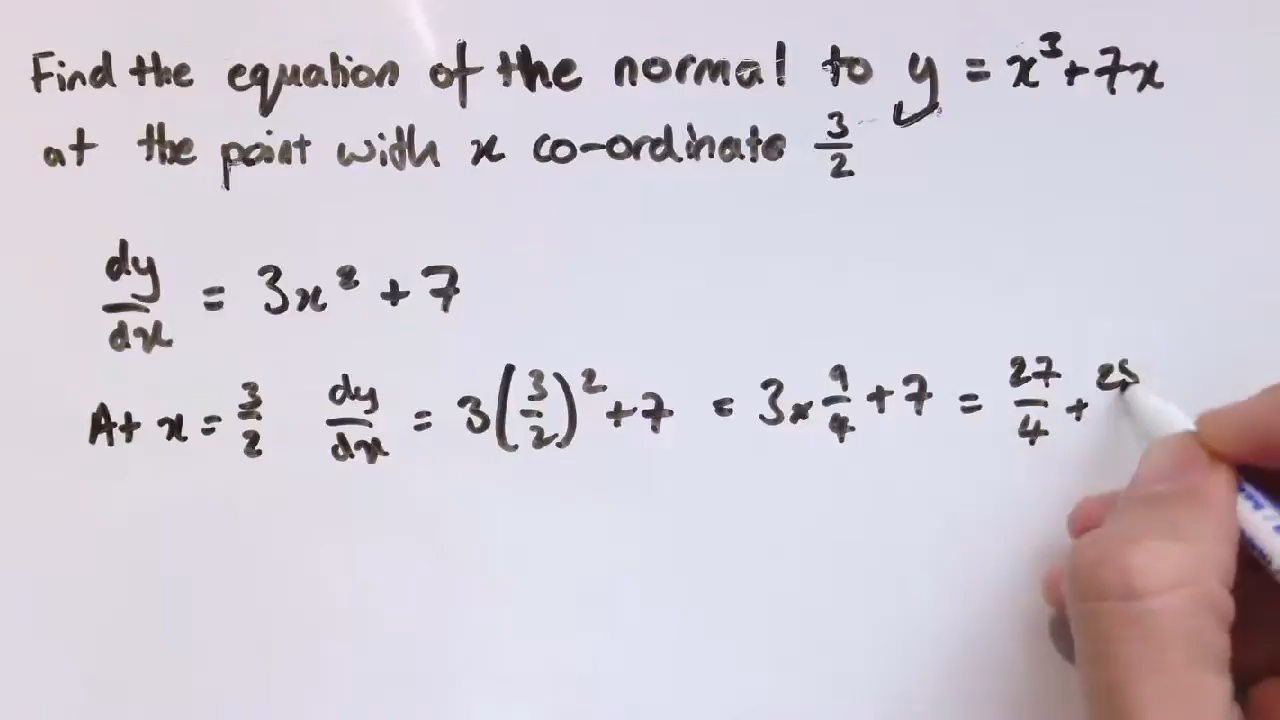 Find the equation of the normal to y = x³+7x
at the point with x co-ordinate 3/2
dy/dx = 3x² + 7
At x = 3/2 dy/dx = 3(3/2)² + 7 = 3 × 9/4 + 7 = 27/4 + 28